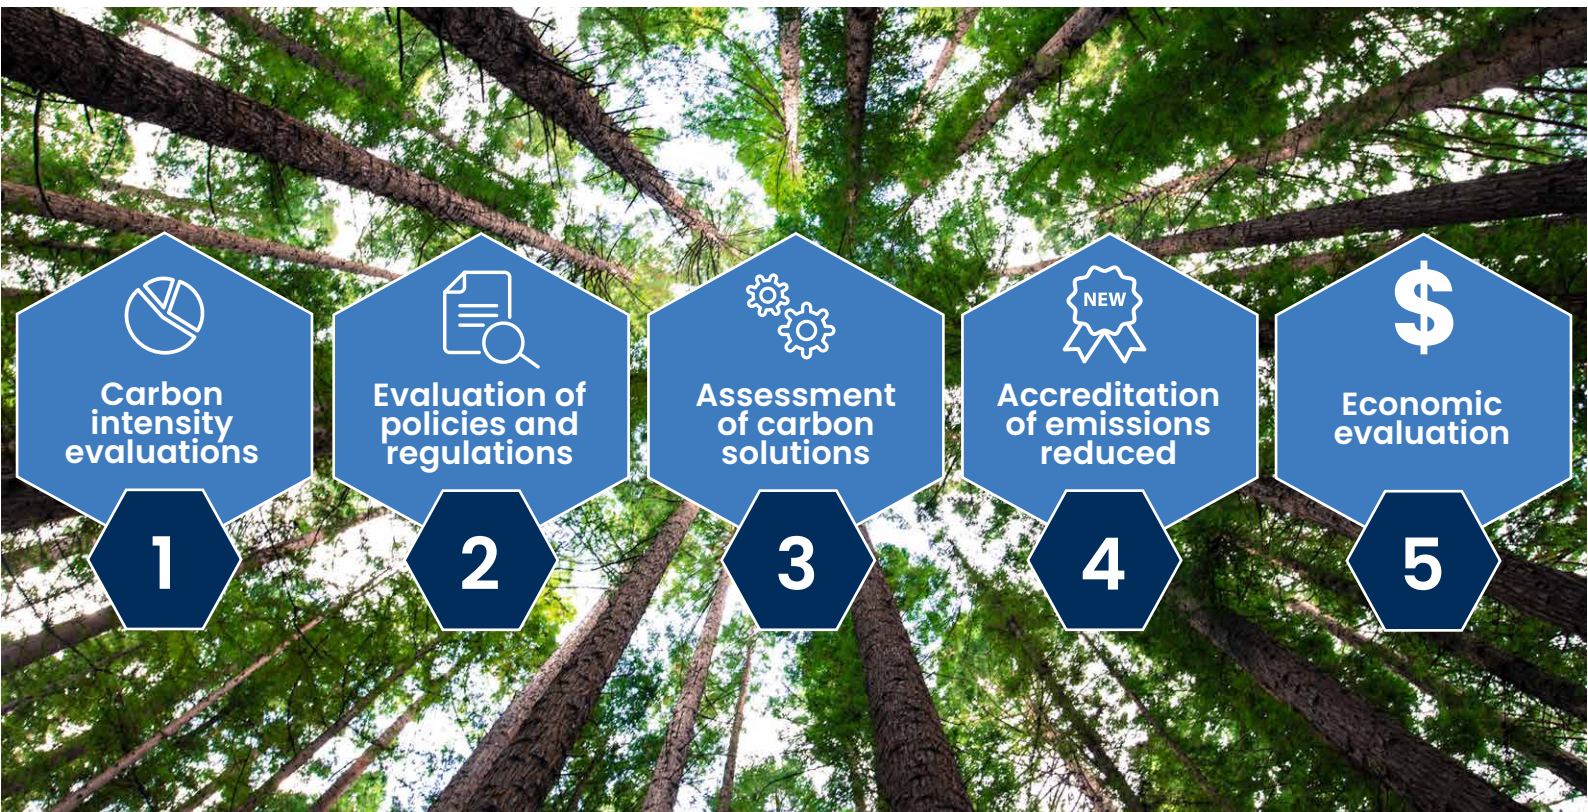 Carbon
intensity
evaluations
1
Evaluation of
policies and
regulations
2
Assessment
of carbon
solutions
3
NEW
Accreditation
of emissions
reduced
4
$
Economic
evaluation
5